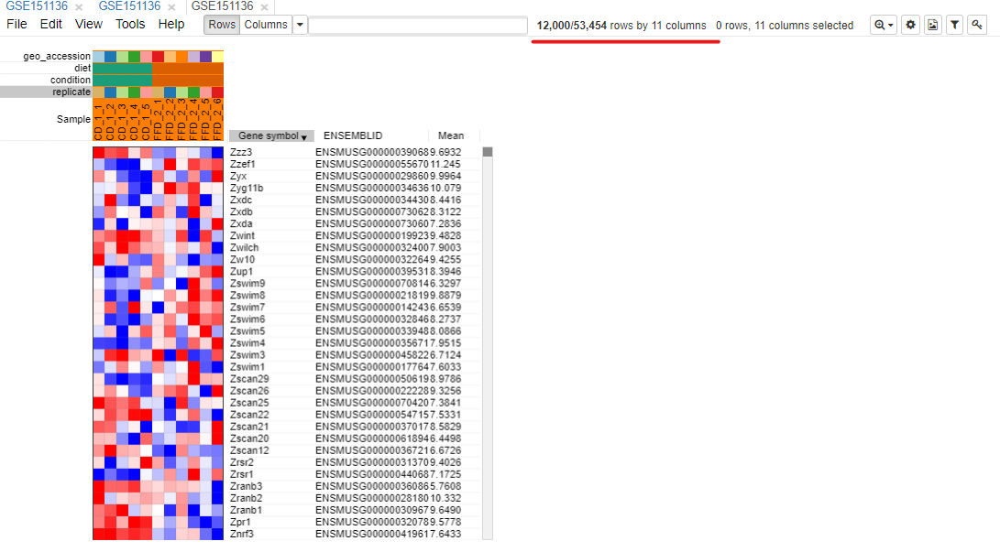 GSE151136 × GSE151136 × GSE151136 ×
File Edit View Tools Help Rows Columns 12,000/53,454 rows by 11 columns 0 rows, 11 columns selected
geo_accession
diet
condition
replicate
Sample CD_1_1 CD_1_2 CD_1_3 CD_1_4 CD_1_5 FFD_2_1 FFD_2_2 FFD_2_3 FFD_2_4 FFD_2_5 FFD_2_6
Gene symbol ENSEMBLID Mean
Zzz3 ENSMUSG00000039068 9.6932
Zzef1 ENSMUSG00000055670 11.245
Zyx ENSMUSG00000029860 9.9964
Zyg11b ENSMUSG00000034636 10.079
Zxdc ENSMUSG00000034430 8.4416
Zxdb ENSMUSG00000073062 8.3122
Zxda ENSMUSG00000073060 7.2836
Zwint ENSMUSG00000019923 9.4828
Zwilch ENSMUSG00000032400 7.9003
Zw10 ENSMUSG00000032264 9.4255
Zup1 ENSMUSG00000039531 8.3946
Zswim9 ENSMUSG00000070814 6.3297
Zswim8 ENSMUSG00000021819 9.8879
Zswim7 ENSMUSG00000014243 6.6539
Zswim6 ENSMUSG00000032846 8.2737
Zswim5 ENSMUSG00000033948 8.0866
Zswim4 ENSMUSG00000035671 7.9515
Zswim3 ENSMUSG00000045822 6.7124
Zswim1 ENSMUSG00000017764 7.6033
Zscan29 ENSMUSG00000050619 8.9786
Zscan26 ENSMUSG00000022228 9.3256
Zscan25 ENSMUSG00000070420 7.3841
Zscan22 ENSMUSG00000054715 7.5331
Zscan21 ENSMUSG00000037017 8.5829
Zscan20 ENSMUSG00000061894 6.4498
Zscan12 ENSMUSG00000036721 6.6726
Zrsr2 ENSMUSG00000031370 9.4026
Zrsr1 ENSMUSG00000044068 7.1725
Zranb3 ENSMUSG00000036086 5.7608
Zranb2 ENSMUSG00000028180 10.332
Zranb1 ENSMUSG00000030967 9.6490
Zpr1 ENSMUSG00000032078 9.5778
Znrf3 ENSMUSG00000041961 7.6433